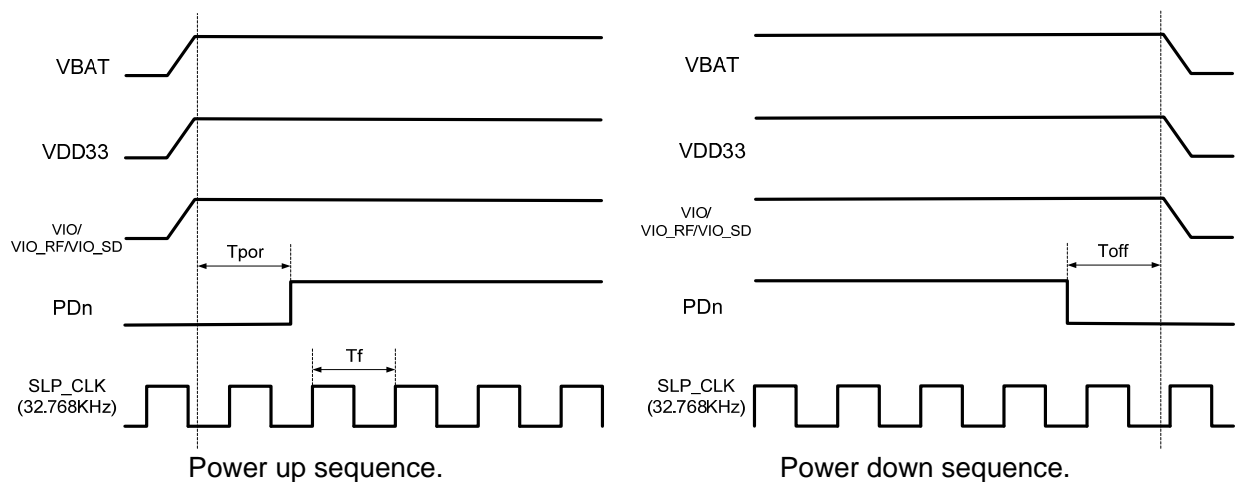 VBAT
VDD33
VIO/
VIO_RF/VIO_SD
Tpor
PDn
Tf
SLP_CLK
(32.768KHz)
Power up sequence.
VBAT
VDD33
VIO/
VIO_RF/VIO_SD
Toff
PDn
SLP_CLK
(32.768KHz)
Power down sequence.